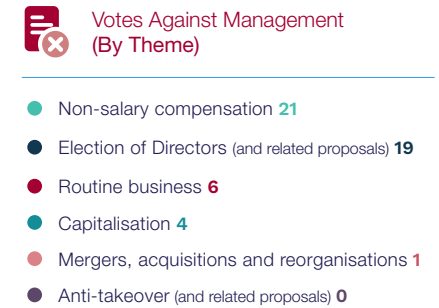 Votes Against Management
(By Theme)
Non-salary compensation 21
Election of Directors (and related proposals) 19
Routine business 6
Capitalisation 4
Mergers, acquisitions and reorganisations 1
Anti-takeover (and related proposals) 0